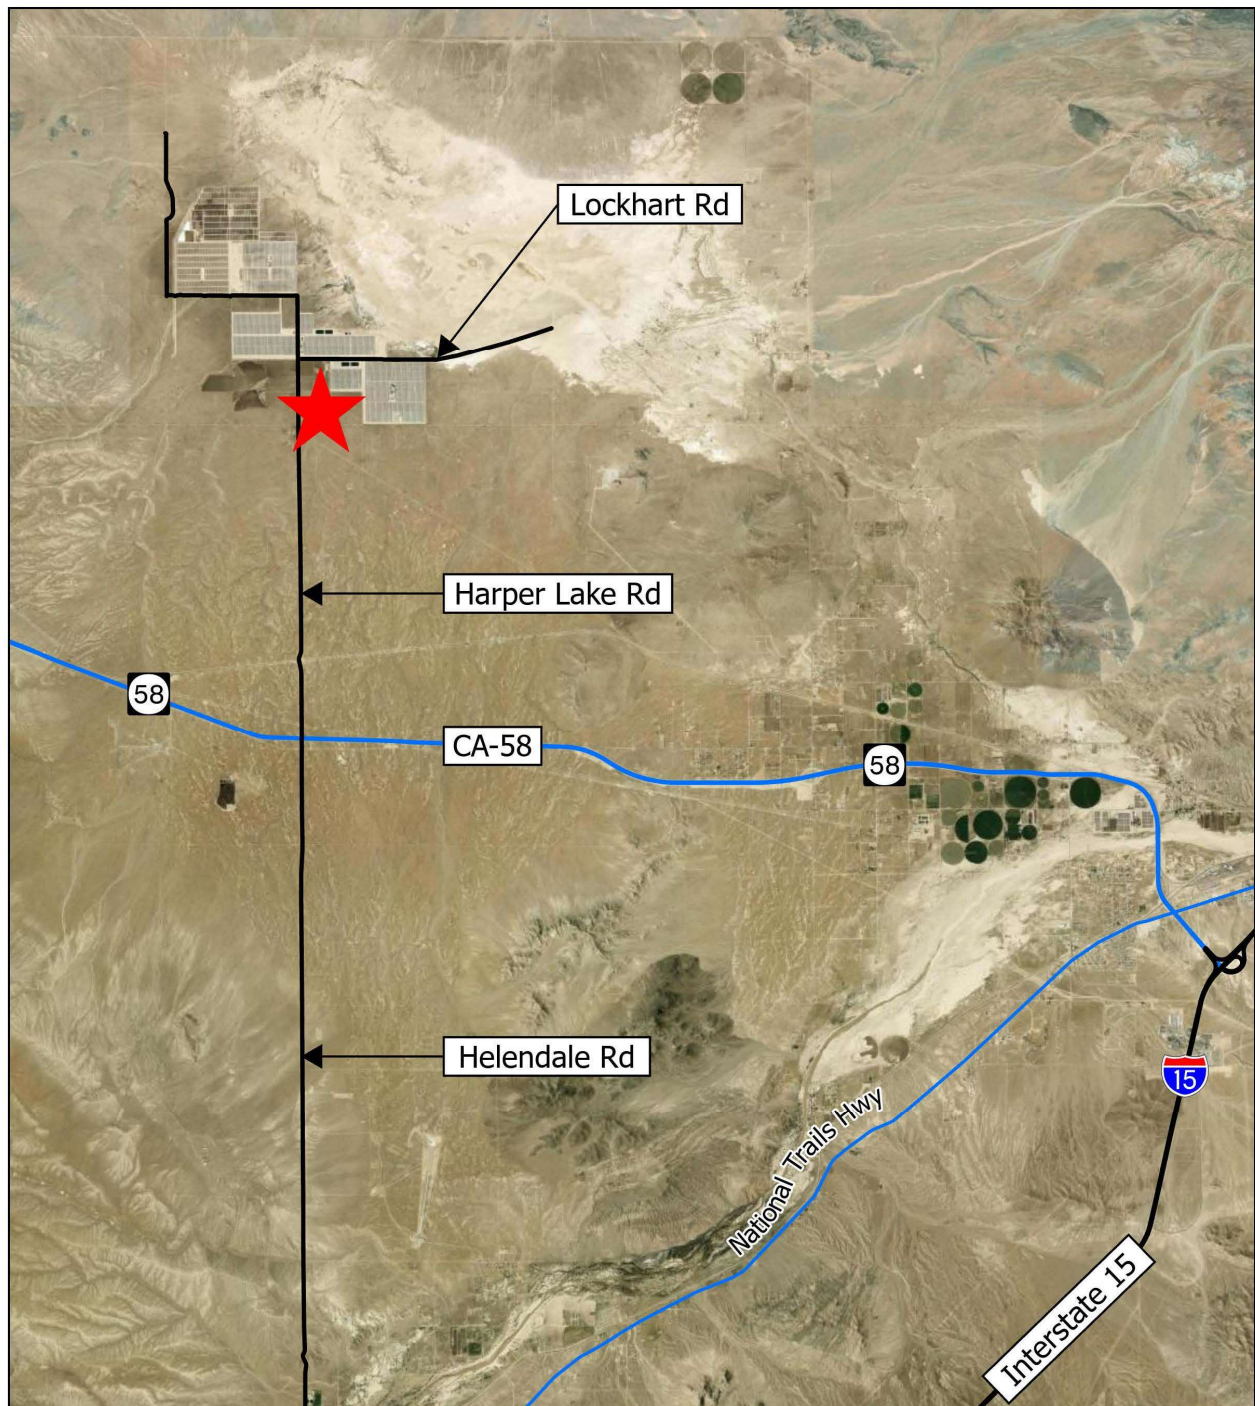 Lockhart Rd
Harper Lake Rd
58
CA-58
58
Helendale Rd
15
National Trails Hwy
Interstate 15